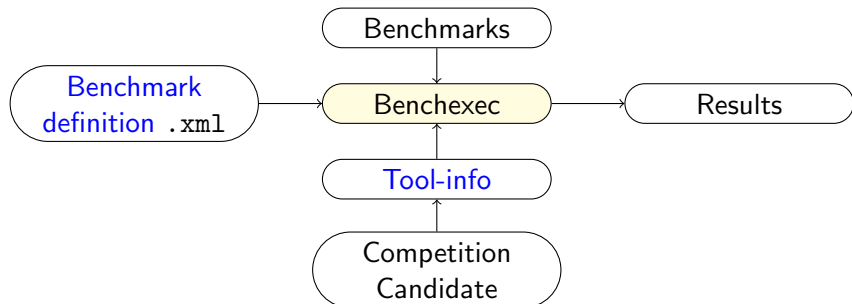 Benchmarks
Benchmark
definition .xml
Benchexec
Results
Tool-info
Competition
Candidate